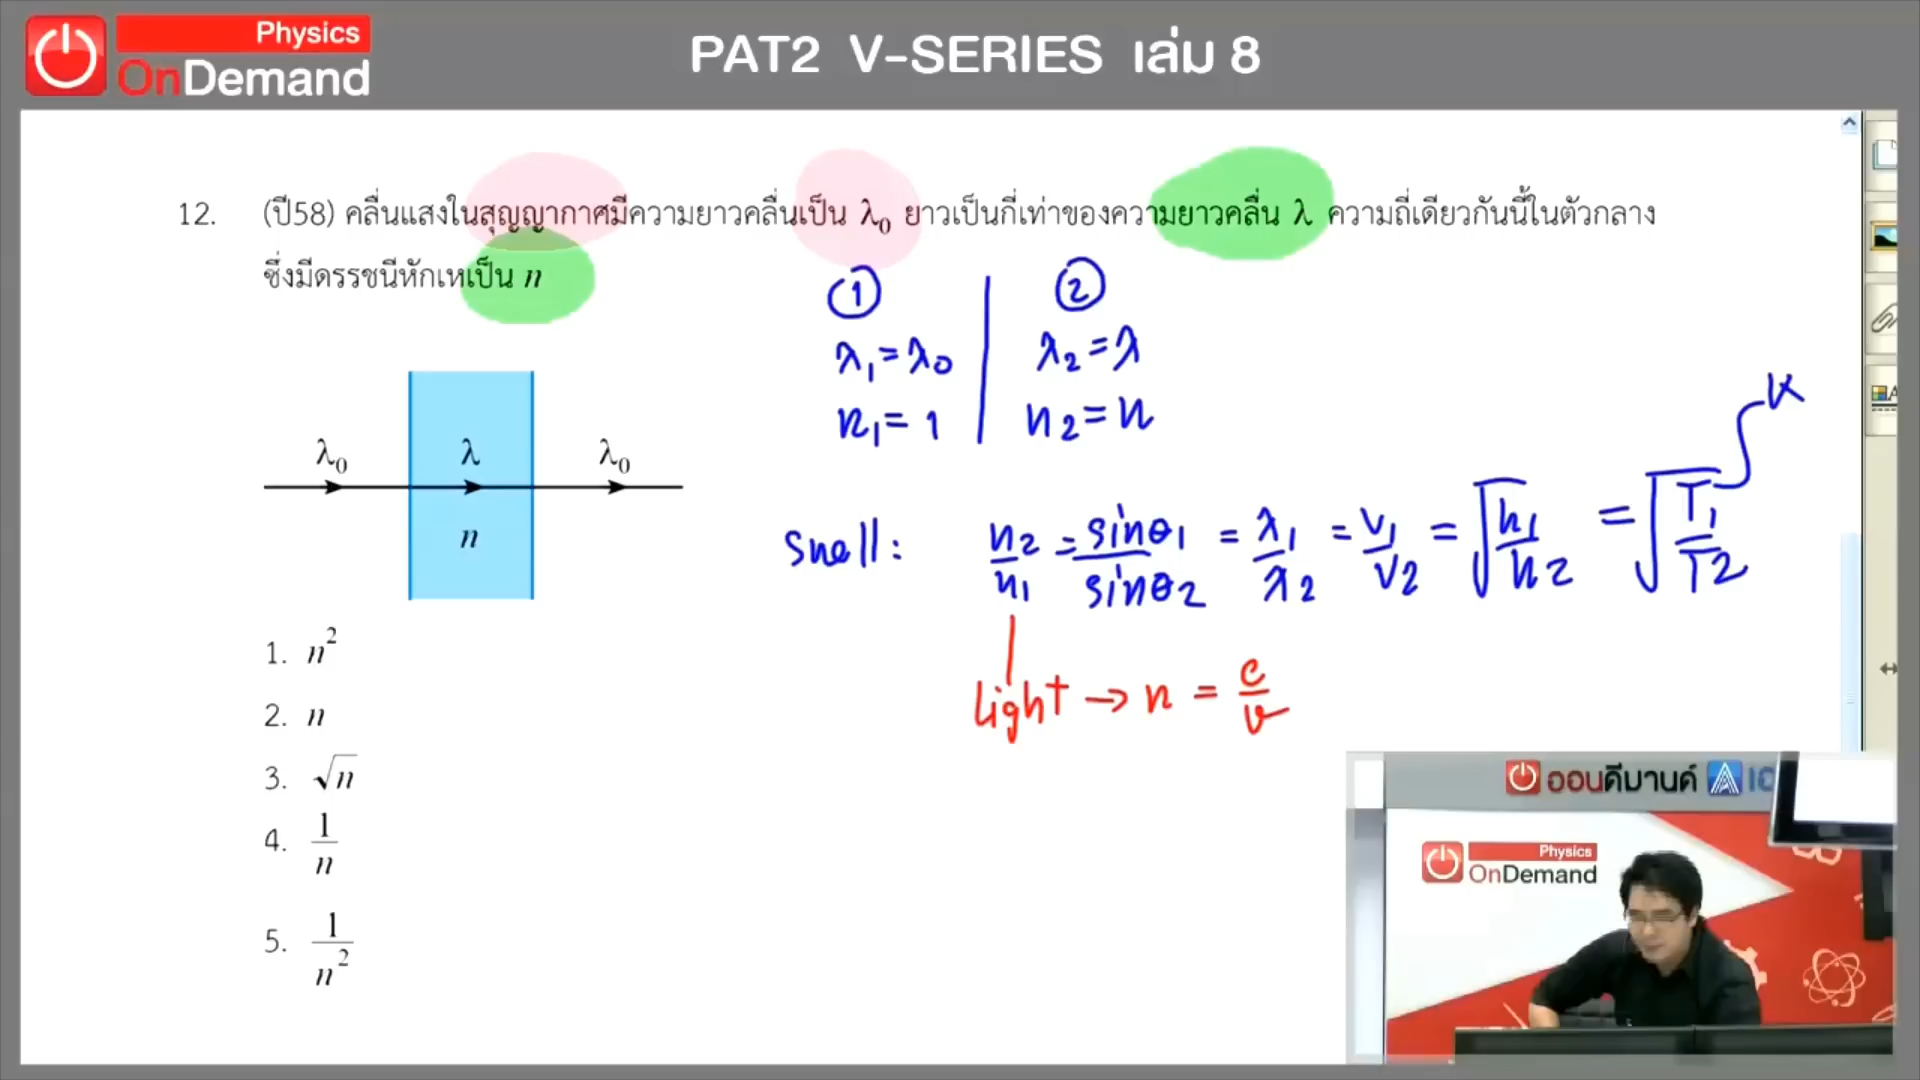 Physics
OnDemand
PAT2 V-SERIES เล่ม 8
12. (ปี58) คลื่นแสงในสุญญากาศมีความยาวคลื่นเป็น λ₀ ยาวเป็นกี่เท่าของความยาวคลื่น λ ความถี่เดียวกันนี้ในตัวกลาง
ซึ่งมีดรรชนีหักเหเป็น n
① ②
λ₁ = λ₀ λ₂ = λ
n₁ = 1 n₂ = n
λ₀ λ λ₀
n
Snell : n₂/n₁ = sinθ₁/sinθ₂ = λ₁/λ₂ = v₁/v₂ = √(h₁/h₂) = √(T₁/T₂) K
light → n = c/v
1. n²
2. n
3. √n
4. 1/n
5. 1/n²
ออนดีมานด์
Physics
OnDemand